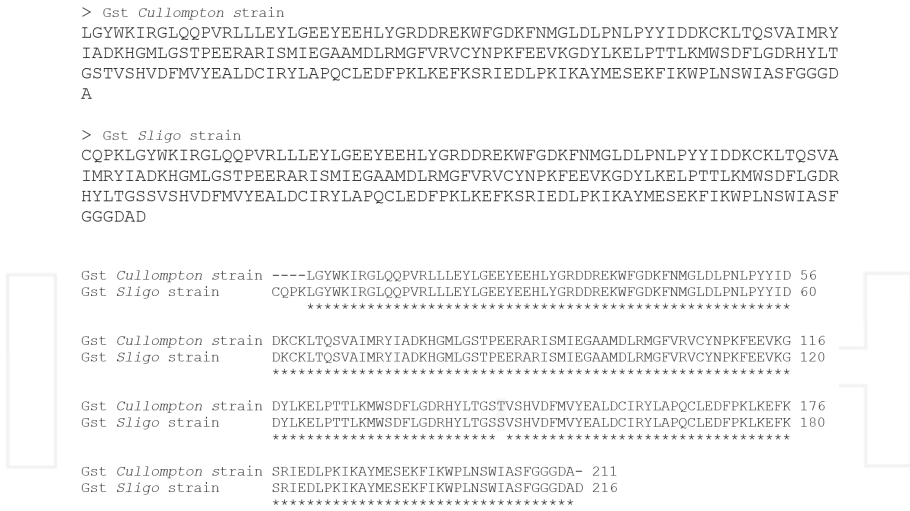 > Gst Cullompton strain
LGYWKIRGLQQPVRLLLEYLGEEYEEHLYGRDDREKWFGDKFNMGLDLPNLPYYIDDKCKLTQSVAIMRY
IADKHGMLGSTPEERARISMIEGAAMDLRMGFVRVCYNPKFEEVKGDYLKELPTTLKMWSDFLGDRHYLT
GSTVSHVDFMVYEALDCIRYLAPQCLEDFPKLKEFKSRIEDLPKIKAYMESEKFIKWPLNSWIASFGGGD
A
> Gst Sligo strain
CQPKLGYWKIRGLQQPVRLLLEYLGEEYEEHLYGRDDREKWFGDKFNMGLDLPNLPYYIDDKCKLTQSVA
IMRYIADKHGMLGSTPEERARISMIEGAAMDLRMGFVRVCYNPKFEEVKGDYLKELPTTLKMWSDFLGDR
HYLTGSSVSHVDFMVYEALDCIRYLAPQCLEDFPKLKEFKSRIEDLPKIKAYMESEKFIKWPLNSWIASF
GGGDAD
Gst Cullompton strain ----LGYWKIRGLQQPVRLLLEYLGEEYEEHLYGRDDREKWFGDKFNMGLDLPNLPYYID 56
Gst Sligo strain CQPKLGYWKIRGLQQPVRLLLEYLGEEYEEHLYGRDDREKWFGDKFNMGLDLPNLPYYID 60
********************************************************
Gst Cullompton strain DKCKLTQSVAIMRYIADKHGMLGSTPEERARISMIEGAAMDLRMGFVRVCYNPKFEEVKG 116
Gst Sligo strain DKCKLTQSVAIMRYIADKHGMLGSTPEERARISMIEGAAMDLRMGFVRVCYNPKFEEVKG 120
************************************************************
Gst Cullompton strain DYLKELPTTLKMWSDFLGDRHYLTGSTVSHVDFMVYEALDCIRYLAPQCLEDFPKLKEFK 176
Gst Sligo strain DYLKELPTTLKMWSDFLGDRHYLTGSSVSHVDFMVYEALDCIRYLAPQCLEDFPKLKEFK 180
************************** *********************************
Gst Cullompton strain SRIEDLPKIKAYMESEKFIKWPLNSWIASFGGGDA- 211
Gst Sligo strain SRIEDLPKIKAYMESEKFIKWPLNSWIASFGGGDAD 216
***********************************